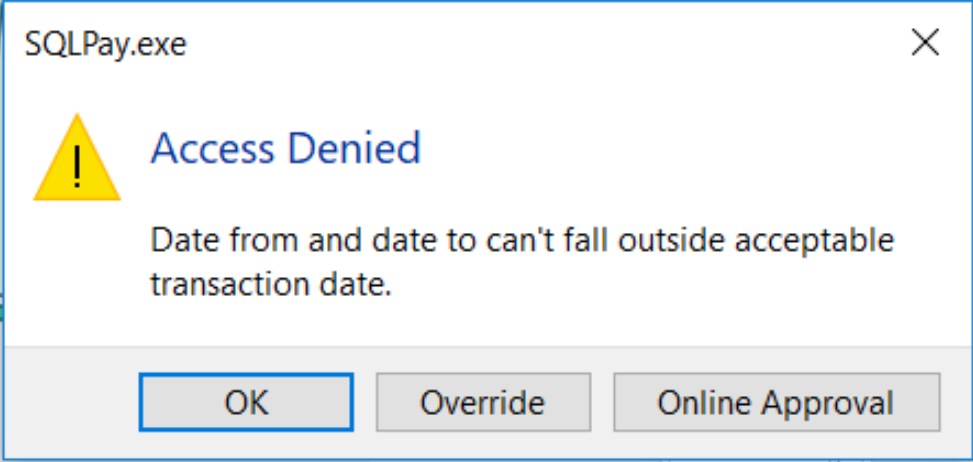 SQLPay.exe
Access Denied
Date from and date to can't fall outside acceptable
transaction date.
OK Override Online Approval